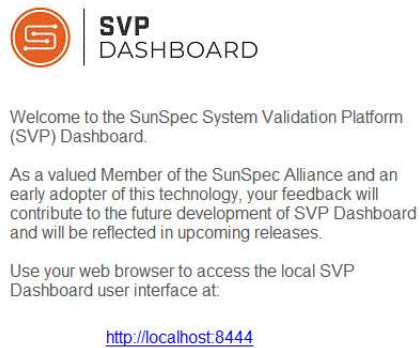 SVP
DASHBOARD
Welcome to the SunSpec System Validation Platform
(SVP) Dashboard.
As a valued Member of the SunSpec Alliance and an
early adopter of this technology, your feedback will
contribute to the future development of SVP Dashboard
and will be reflected in upcoming releases.
Use your web browser to access the local SVP
Dashboard user interface at:
http://localhost:8444